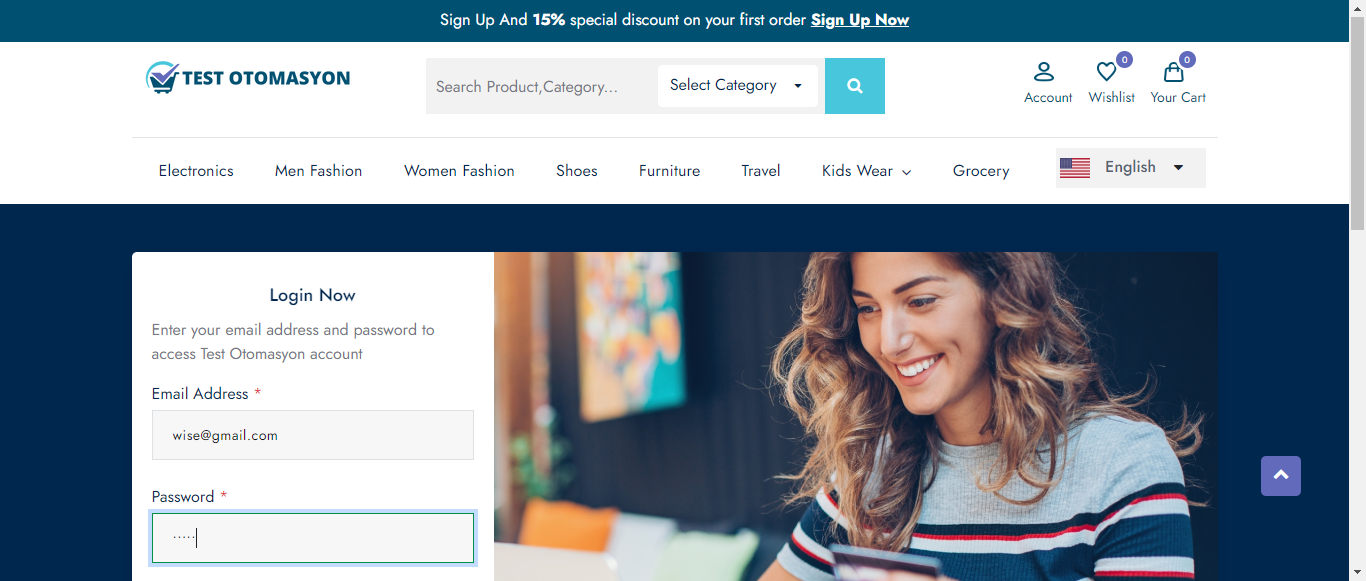 Sign Up And 15% special discount on your first order Sign Up Now
TEST OTOMASYON
Search Product,Category...
Select Category
0
0
Account
Wishlist
Your Cart
Electronics
Men Fashion
Women Fashion
Shoes
Furniture
Travel
Kids Wear
Grocery
English
Login Now
Enter your email address and password to
access Test Otomasyon account
Email Address *
wise@gmail.com
Password *
·····